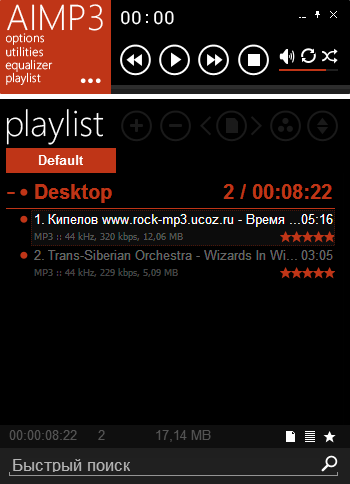 AIMP3
00:00
options
utilities
equalizer
playlist
playlist
Default
Desktop 2 / 00:08:22
1. Кипелов www.rock-mp3.ucoz.ru - Время ...05:16
MP3 :: 44 kHz, 320 kbps, 12,06 MB
2. Trans-Siberian Orchestra - Wizards In Wi... 03:05
MP3 :: 44 kHz, 229 kbps, 5,09 MB
00:00:08:22 2 17,14 MB
Быстрый поиск